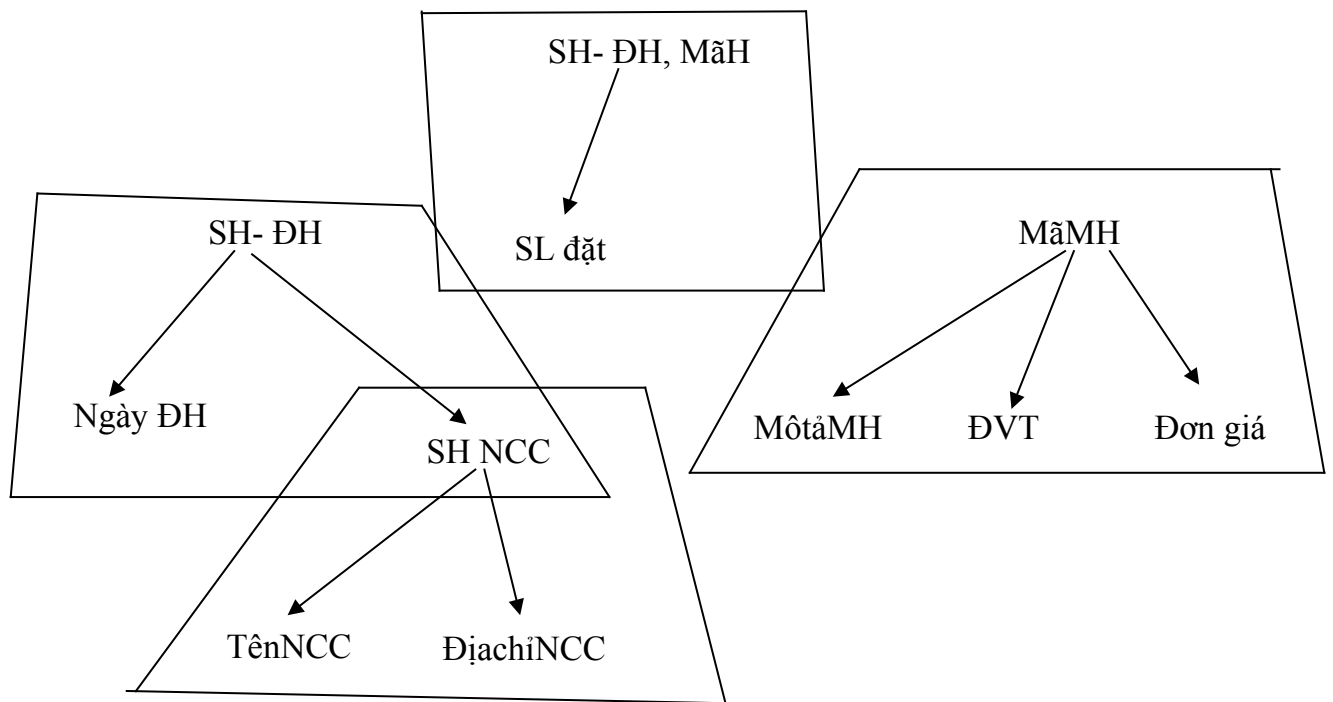 SH- ĐH, MãH
SL đặt
SH- ĐH
Ngày ĐH
SH NCC
TênNCC
ĐịachỉNCC
MãMH
MôtảMH
ĐVT
Đơn giá